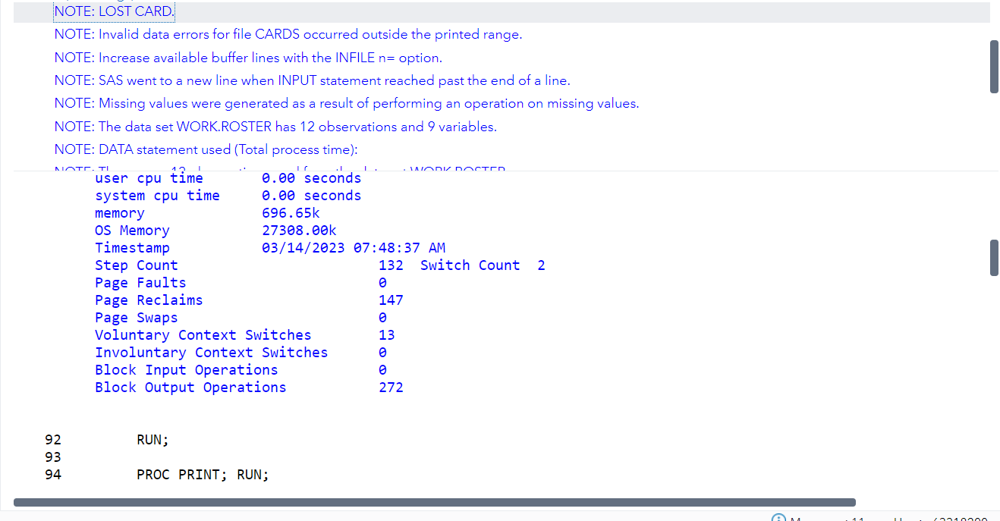 NOTE: LOST CARD.
NOTE: Invalid data errors for file CARDS occurred outside the printed range.
NOTE: Increase available buffer lines with the INFILE n= option.
NOTE: SAS went to a new line when INPUT statement reached past the end of a line.
NOTE: Missing values were generated as a result of performing an operation on missing values.
NOTE: The data set WORK.ROSTER has 12 observations and 9 variables.
NOTE: DATA statement used (Total process time):
user cpu time 0.00 seconds
system cpu time 0.00 seconds
memory 696.65k
OS Memory 27308.00k
Timestamp 03/14/2023 07:48:37 AM
Step Count 132 Switch Count 2
Page Faults 0
Page Reclaims 147
Page Swaps 0
Voluntary Context Switches 13
Involuntary Context Switches 0
Block Input Operations 0
Block Output Operations 272
92 RUN;
93
94 PROC PRINT; RUN;